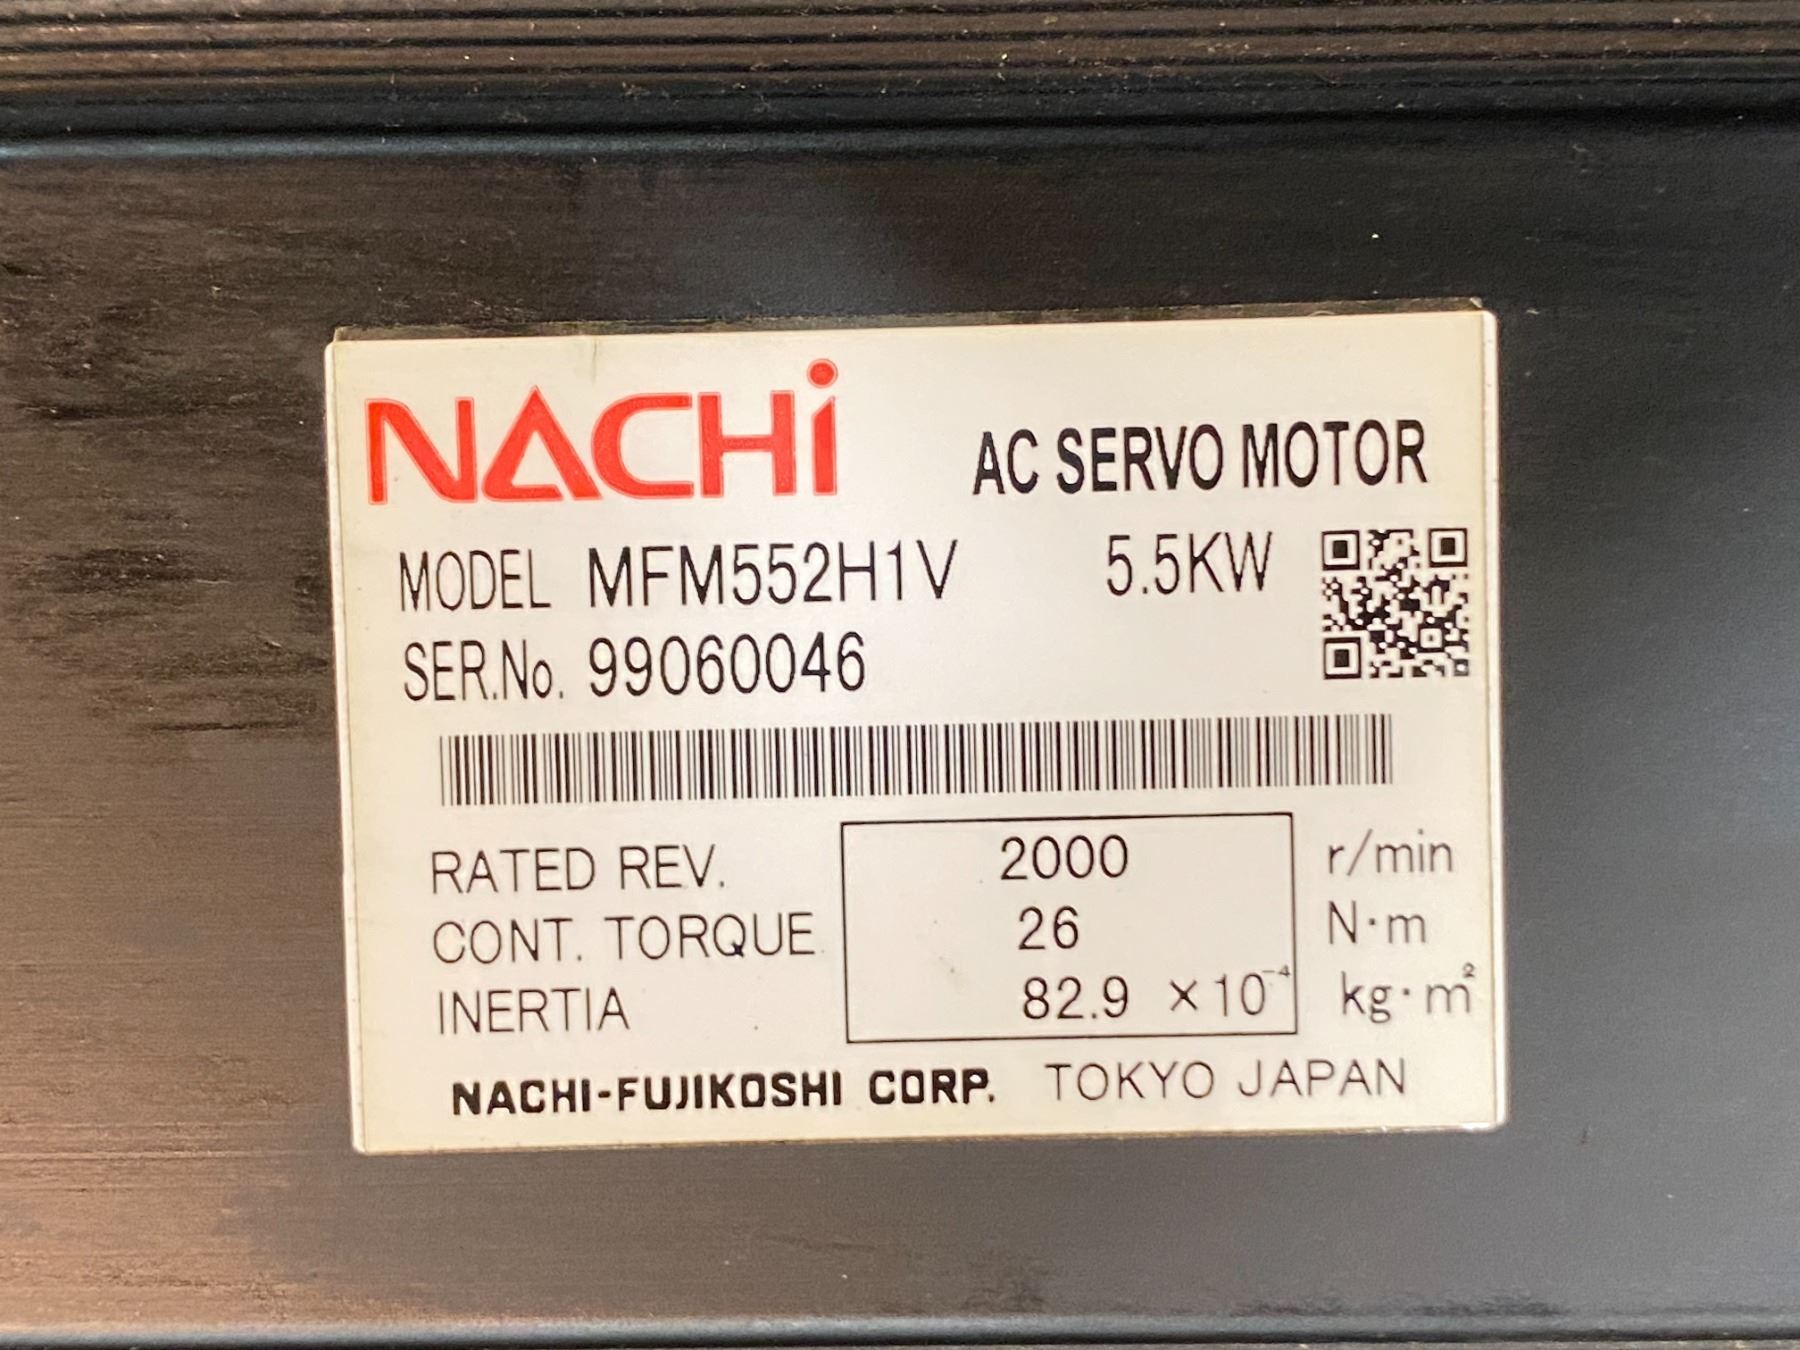 NACHi
AC SERVO MOTOR
MODEL MFM552H1V 5.5KW
SER.No. 99060046
RATED REV. 2000 r/min
CONT. TORQUE 26 N·m
INERTIA 82.9 ×10⁻⁴ kg·m²
NACHI-FUJIKOSHI CORP. TOKYO JAPAN